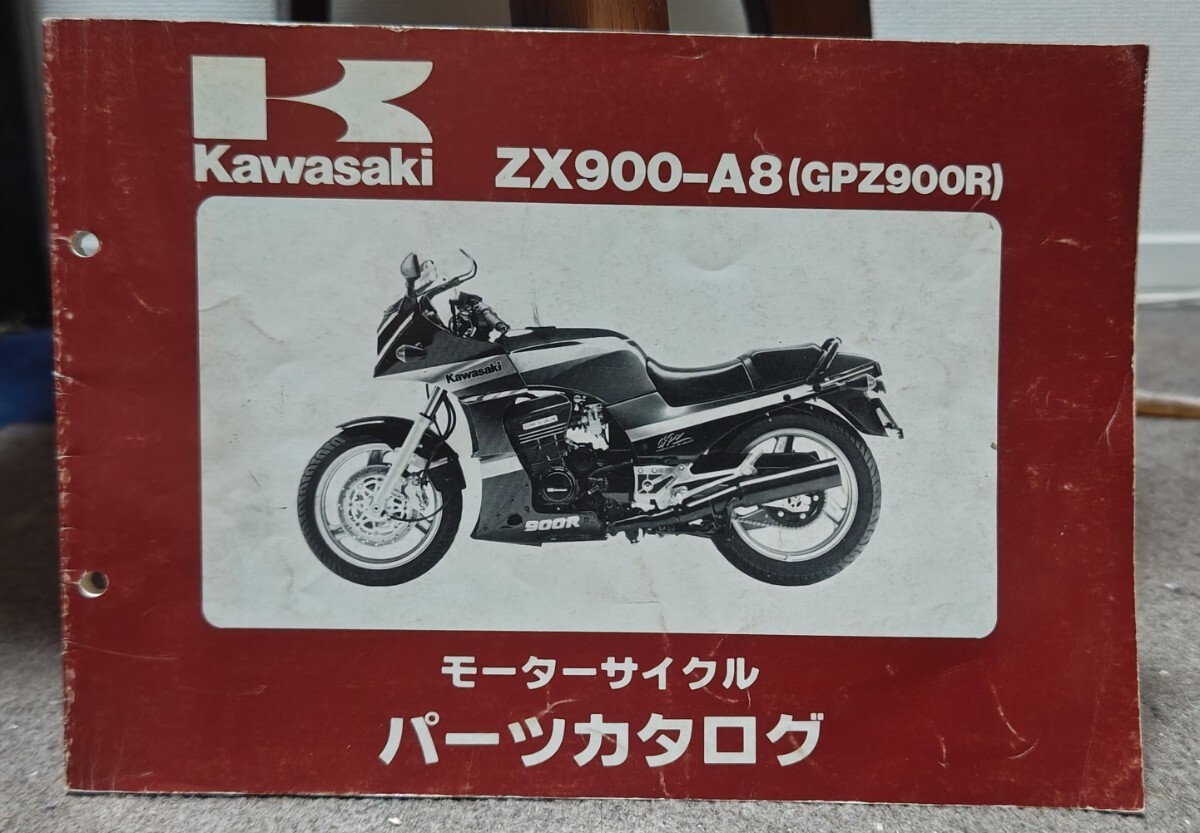 Kawasaki
ZX900-A8(GPZ900R)
Kawasaki
900R
モーターサイクル
パーツカタログ